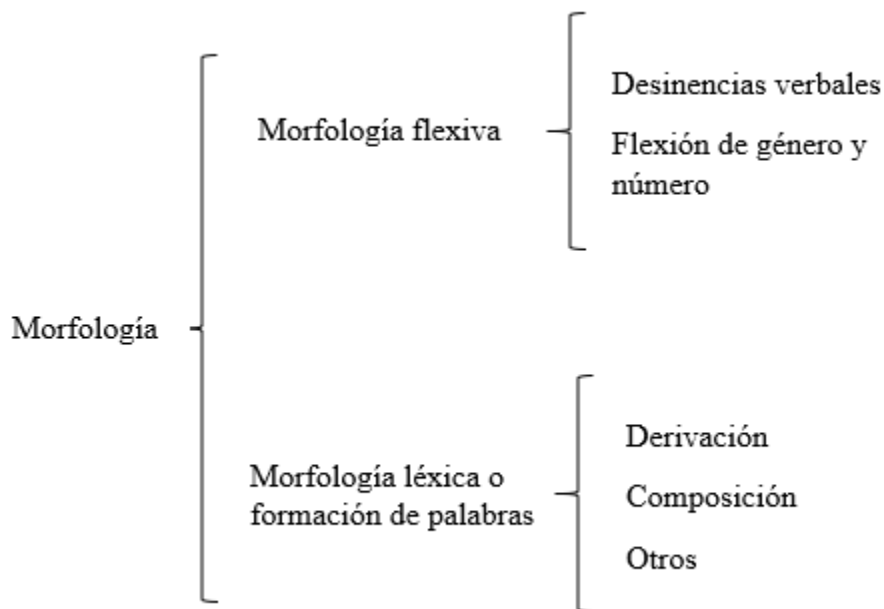 Morfología
Morfología flexiva
Desinencias verbales
Flexión de género y
número
Morfología léxica o
formación de palabras
Derivación
Composición
Otros